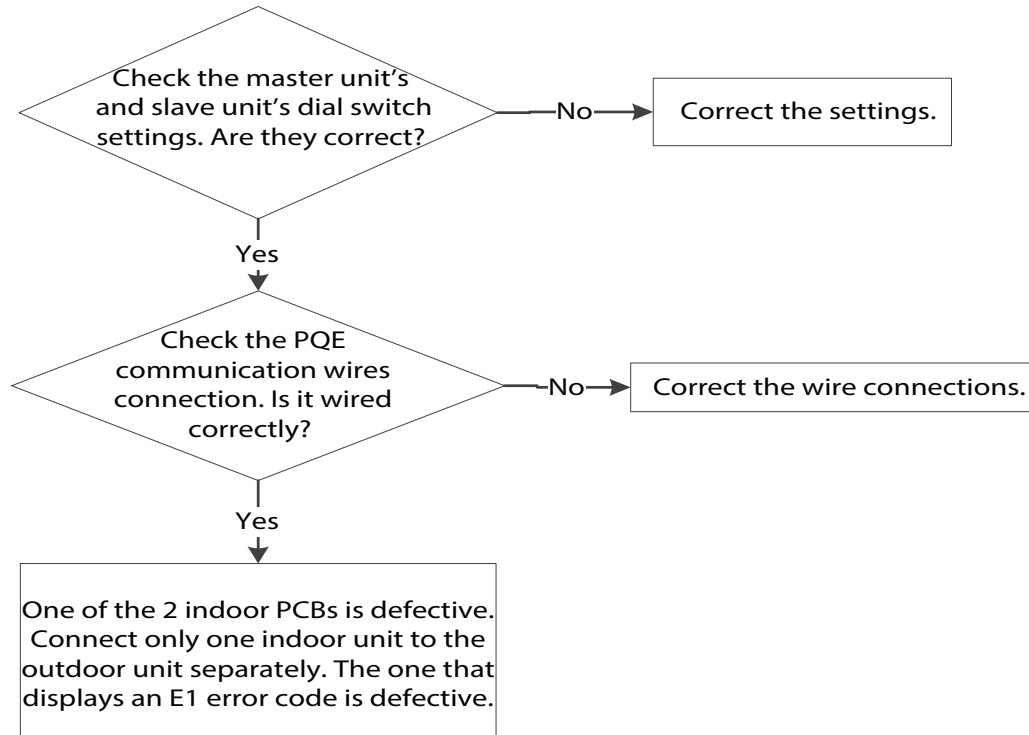 Check the master unit's
and slave unit's dial switch
settings. Are they correct?
No
Correct the settings.
Yes
Check the PQE
communication wires
connection. Is it wired
correctly?
No
Correct the wire connections.
Yes
One of the 2 indoor PCBs is defective.
Connect only one indoor unit to the
outdoor unit separately. The one that
displays an E1 error code is defective.